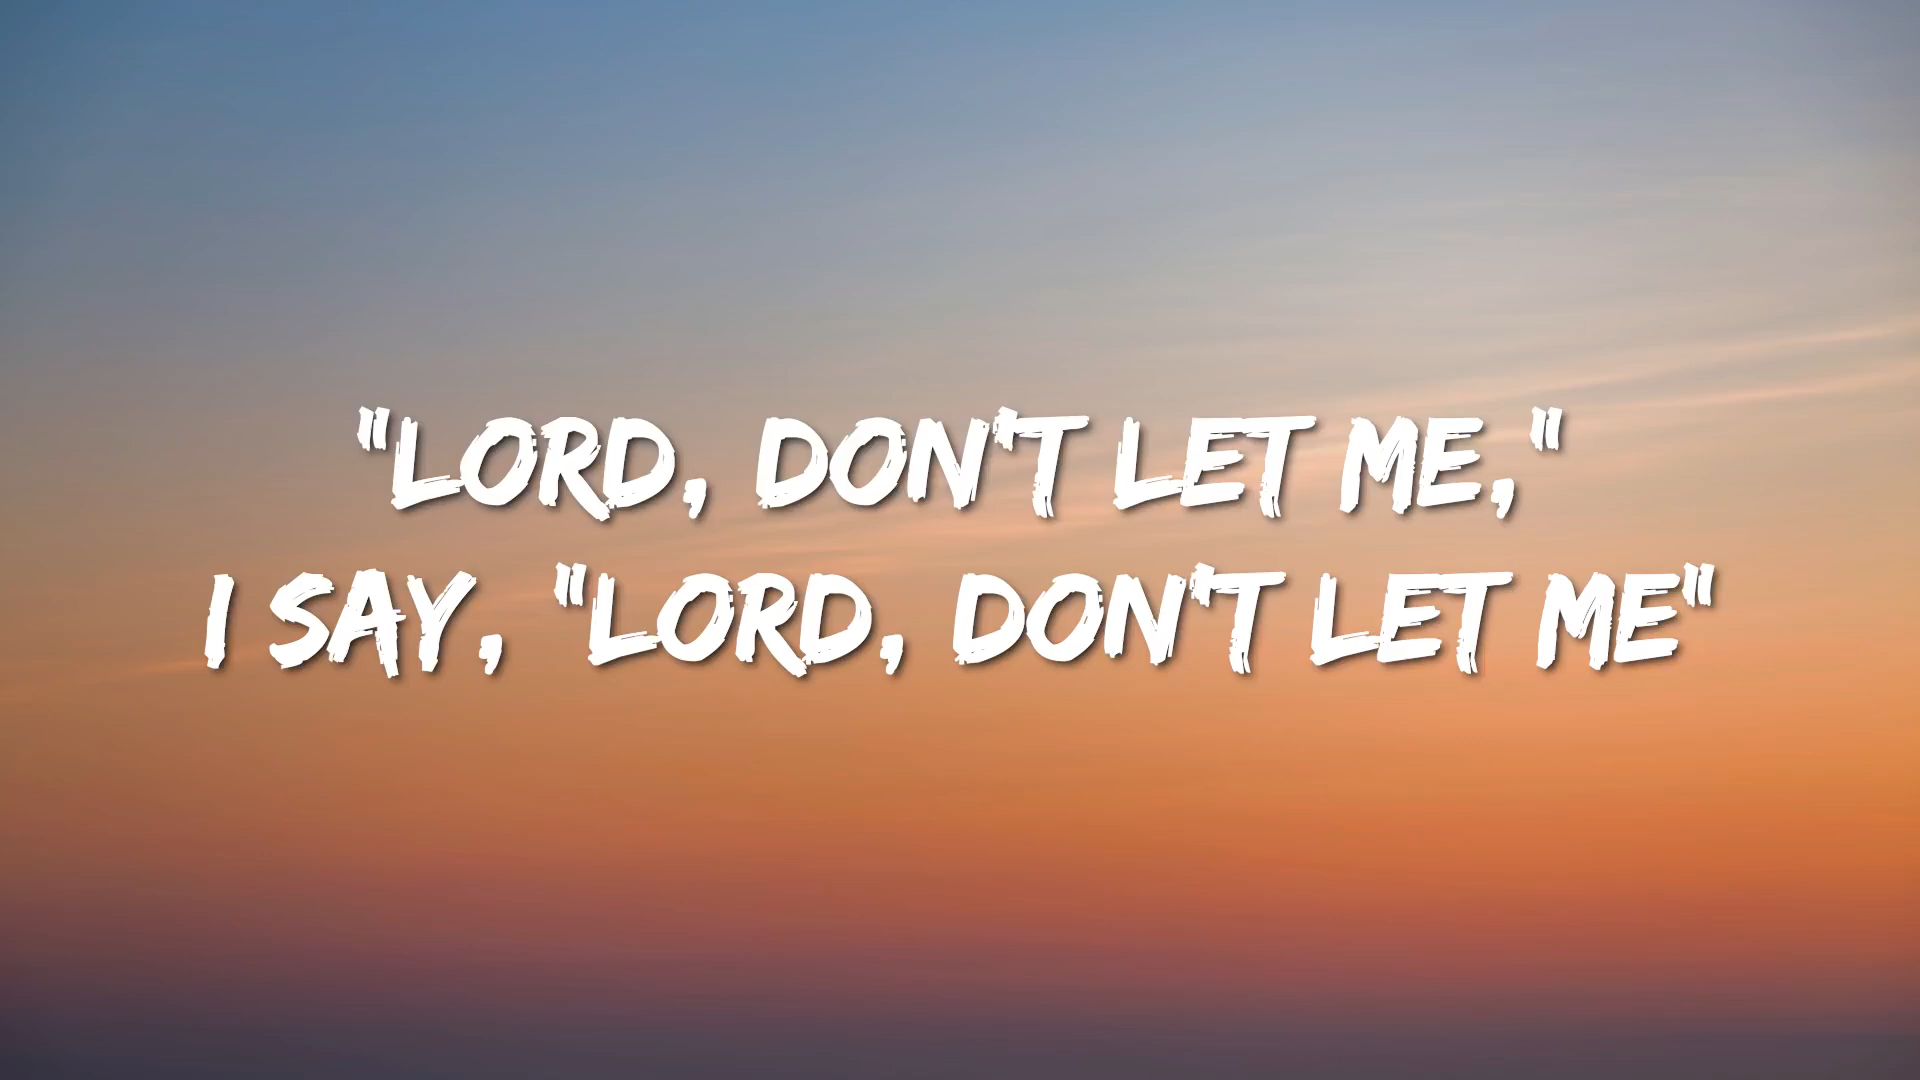 "LORD, DON'T LET ME,"
I SAY, "LORD, DON'T LET ME"